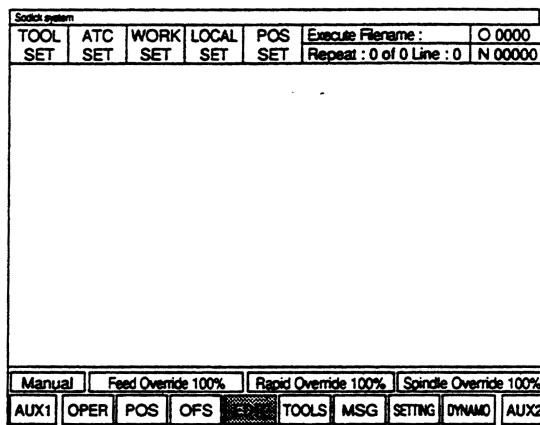 Sodick system
TOOL SET ATC SET WORK SET LOCAL SET POS SET Execute Filename : O 0000
Repeat : 0 of 0 Line : 0 N 00000
Manual Feed Override 100% Rapid Override 100% Spindle Override 100%
AUX1 OPER POS OFS TOOLS MSG SETTING DYNAMO AUX2